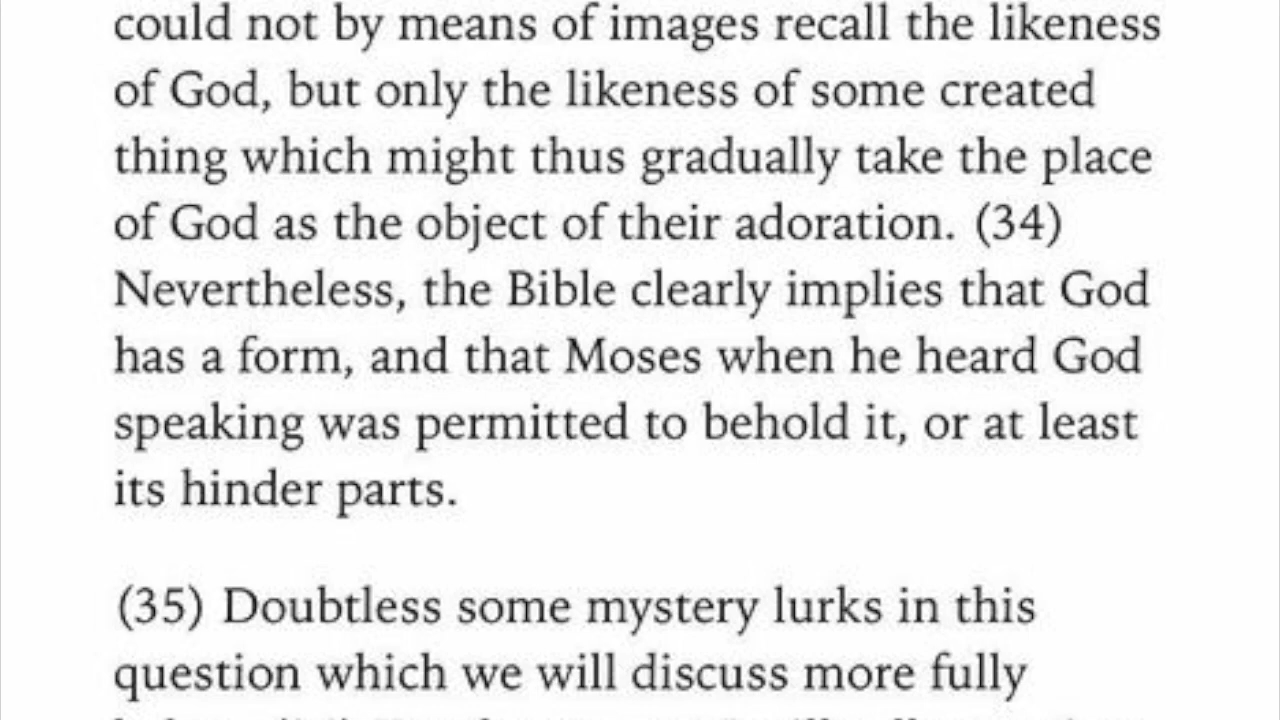 could not by means of images recall the likeness
of God, but only the likeness of some created
thing which might thus gradually take the place
of God as the object of their adoration. (34)
Nevertheless, the Bible clearly implies that God
has a form, and that Moses when he heard God
speaking was permitted to behold it, or at least
its hinder parts.
(35) Doubtless some mystery lurks in this
question which we will discuss more fully